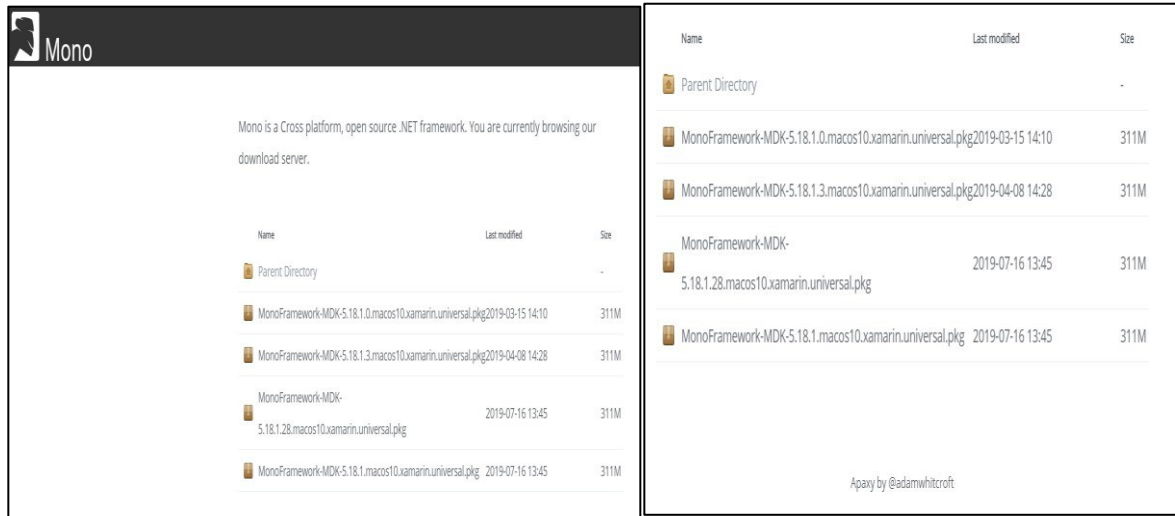 Mono
Mono is a Cross platform, open source .NET framework. You are currently browsing our
download server.
Name Last modified Size
Parent Directory -
MonoFramework-MDK-5.18.1.0.macos10.xamarin.universal.pkg2019-03-15 14:10 311M
MonoFramework-MDK-5.18.1.3.macos10.xamarin.universal.pkg2019-04-08 14:28 311M
MonoFramework-MDK-
5.18.1.28.macos10.xamarin.universal.pkg 2019-07-16 13:45 311M
MonoFramework-MDK-5.18.1.macos10.xamarin.universal.pkg 2019-07-16 13:45 311M
Name Last modified Size
Parent Directory -
MonoFramework-MDK-5.18.1.0.macos10.xamarin.universal.pkg2019-03-15 14:10 311M
MonoFramework-MDK-5.18.1.3.macos10.xamarin.universal.pkg2019-04-08 14:28 311M
MonoFramework-MDK-
5.18.1.28.macos10.xamarin.universal.pkg 2019-07-16 13:45 311M
MonoFramework-MDK-5.18.1.macos10.xamarin.universal.pkg 2019-07-16 13:45 311M
Apaxy by @adamwhitcroft